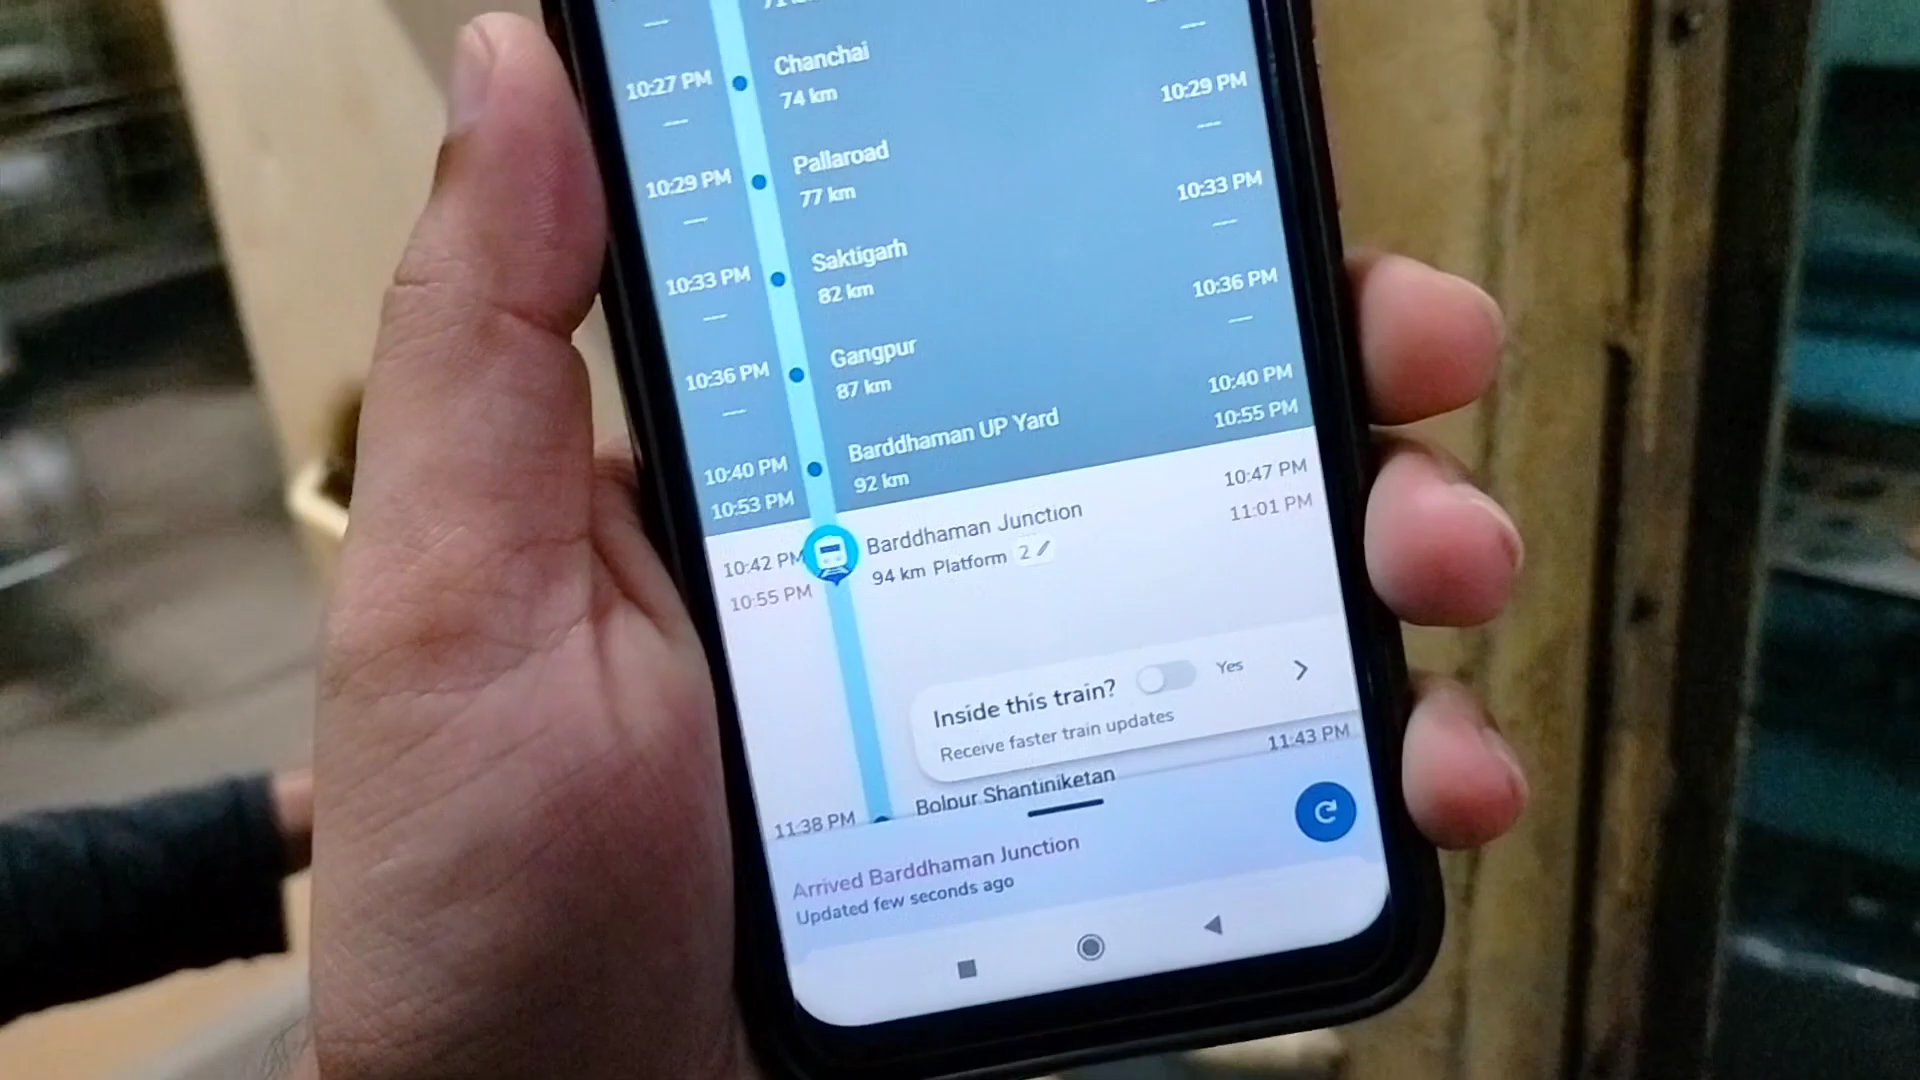 10:27 PM Chanchai
74 km 10:29 PM
10:29 PM Pallaroad
77 km 10:33 PM
10:33 PM Saktigarh
82 km 10:36 PM
10:36 PM Gangpur
87 km 10:40 PM
10:40 PM Barddhaman UP Yard 10:55 PM
10:53 PM 92 km
10:42 PM Barddhaman Junction 10:47 PM
10:55 PM 94 km Platform 2 11:01 PM
Inside this train? Yes
Receive faster train updates
11:38 PM Bolpur Shantiniketan 11:43 PM
Arrived Barddhaman Junction
Updated few seconds ago